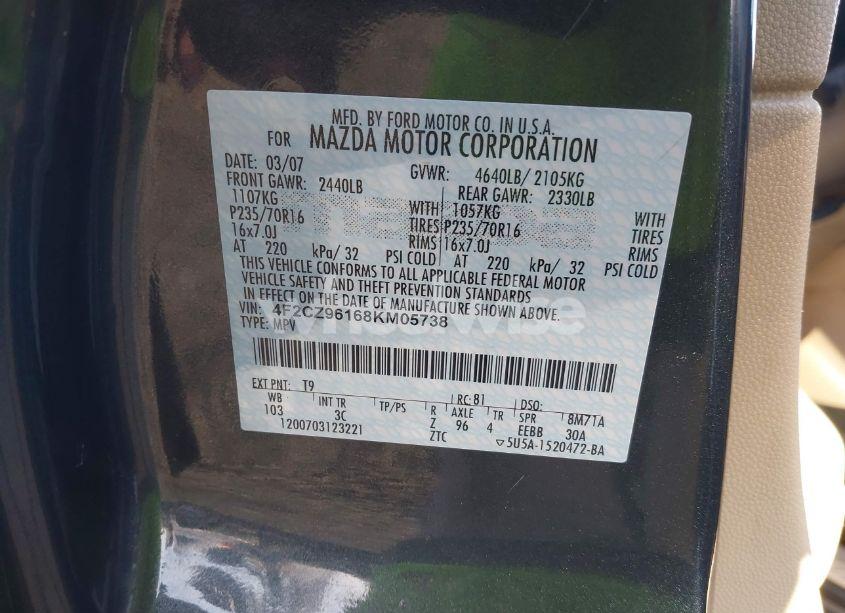 MFD. BY FORD MOTOR CO. IN U.S.A.
FOR MAZDA MOTOR CORPORATION
DATE: 03/07 GVWR: 4640LB/ 2105KG
FRONT GAWR: 2440LB REAR GAWR: 2330LB
1107KG WITH 1057KG WITH
P235/70R16 TIRES P235/70R16 TIRES
16x7.0J RIMS 16x7.0J RIMS
AT 220 kPa/ 32 PSI COLD AT 220 kPa/ 32 PSI COLD
THIS VEHICLE CONFORMS TO ALL APPLICABLE FEDERAL MOTOR
VEHICLE SAFETY AND THEFT PREVENTION STANDARDS
IN EFFECT ON THE DATE OF MANUFACTURE SHOWN ABOVE.
VIN: 4F2CZ96168KM05738
TYPE: MPV
EXT PNT: T9 RC: 81 DSO:
WB INT TR TP/PS R AXLE TR SPR 8M71A
103 3C Z 96 4 EEBB 30A
1200703123221 ZTC 5U5A-1520472-BA